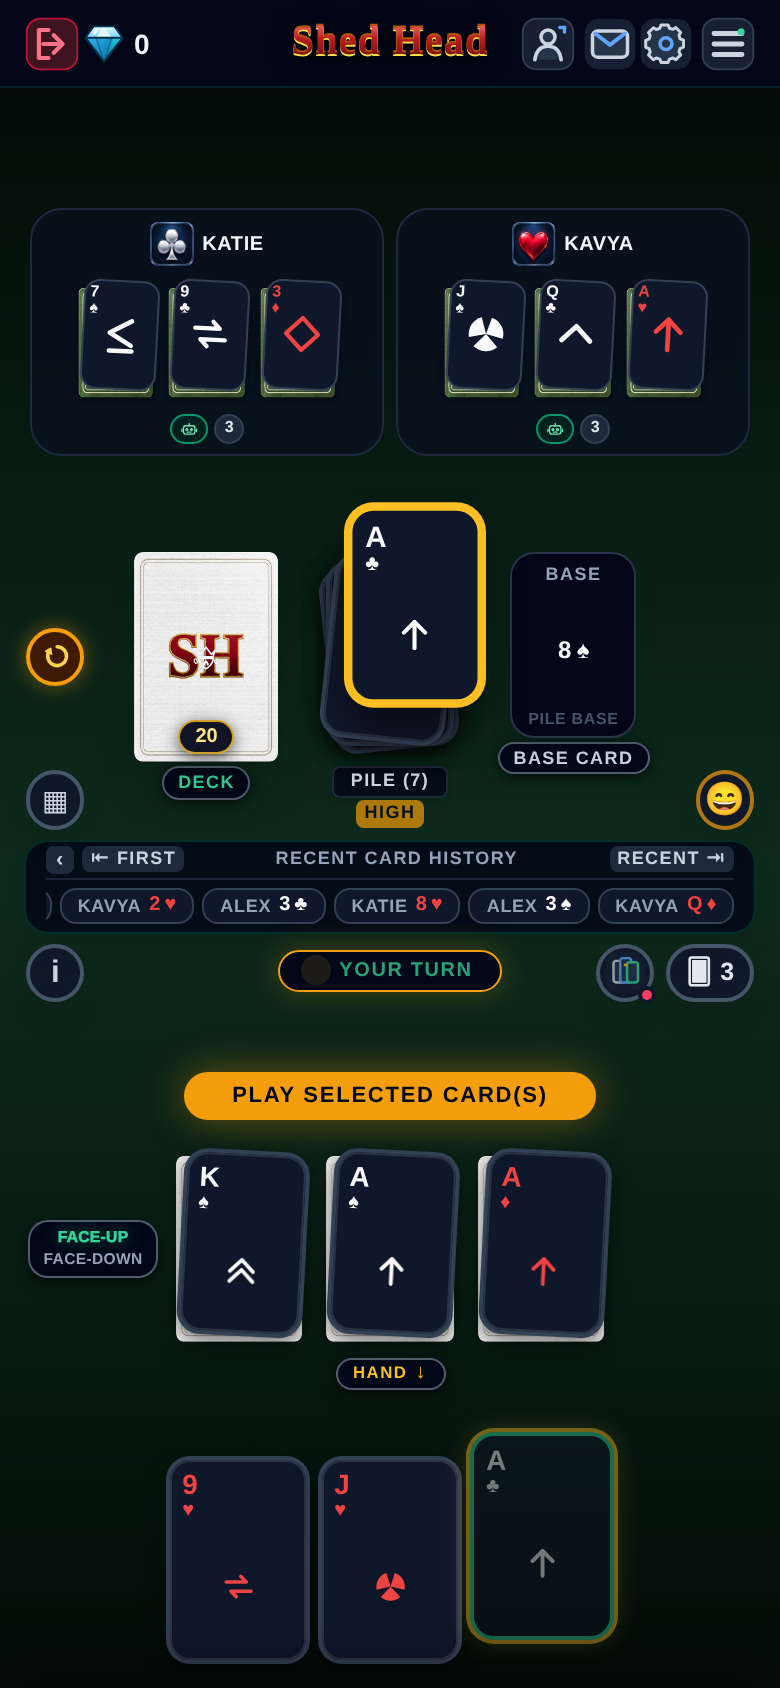 0
Shed Head
KATIE
KAVYA
7
♠
9
♣
3
♦
J
♠
Q
♣
A
♥
3
3
A
♣
BASE
8 ♠
PILE BASE
BASE CARD
SH
20
DECK
PILE (7)
HIGH
‹
⇤ FIRST
RECENT CARD HISTORY
RECENT ⇥
KAVYA 2 ♥
ALEX 3 ♣
KATIE 8 ♥
ALEX 3 ♠
KAVYA Q ♦
i
YOUR TURN
3
PLAY SELECTED CARD(S)
K
♠
A
♠
A
♦
FACE-UP
FACE-DOWN
HAND ↓
9
♥
J
♥
A
♣